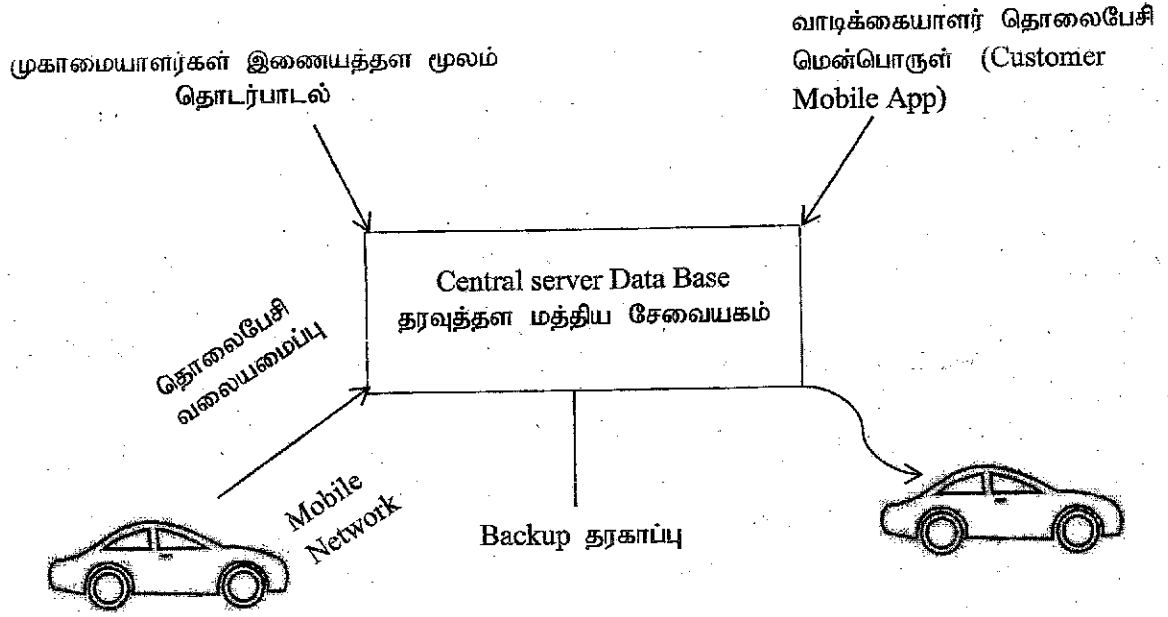 முகாமையாளர்கள் இணையத்தள மூலம்
தொடர்பாடல்
வாடிக்கையாளர் தொலைபேசி
மென்பொருள் (Customer
Mobile App)
Central server Data Base
தரவுத்தள மத்திய சேவையகம்
தொலைபேசி
வலையமைப்பு
Mobile
Network
Backup தரகாப்பு